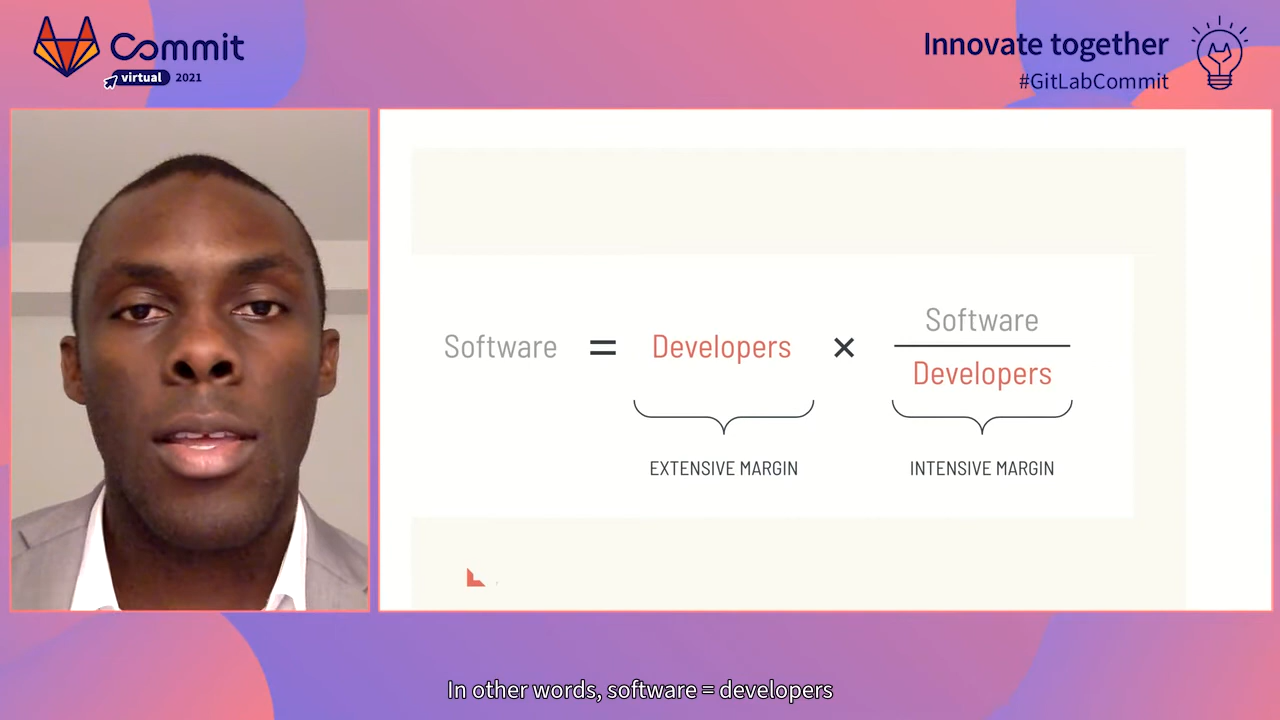 Commit
virtual 2021
Innovate together
#GitLabCommit
Software = Developers × Software
Developers
EXTENSIVE MARGIN
INTENSIVE MARGIN
In other words, software = developers